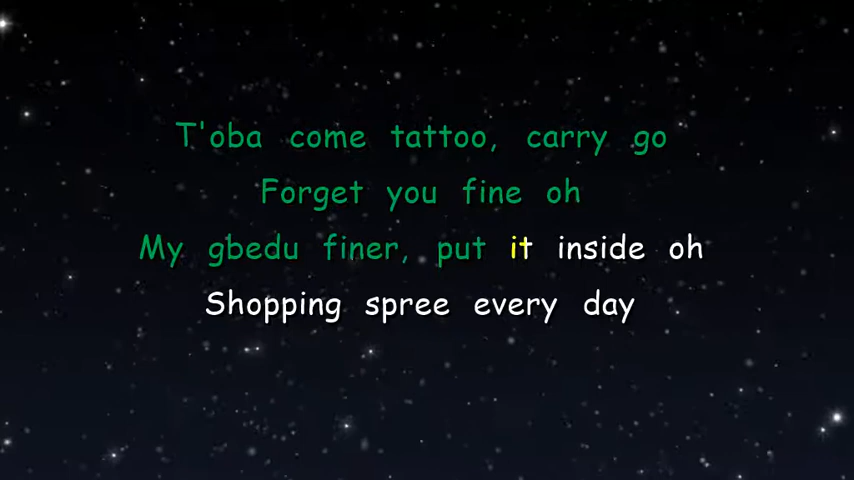 T'oba come tattoo, carry go
Forget you fine oh
My gbedu finer, put it inside oh
Shopping spree every day